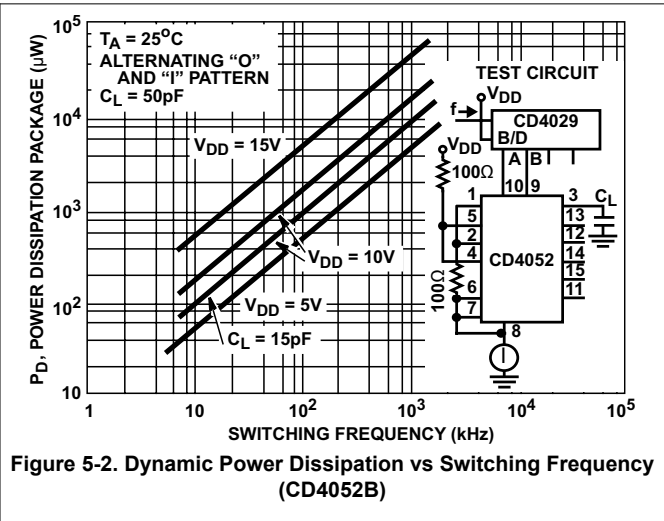 10⁵
T_A = 25°C
ALTERNATING “O”
AND “I” PATTERN
C_L = 50pF
TEST CIRCUIT
V_DD
f
CD4029
B/D
A B
10⁴
V_DD = 15V
V_DD
100Ω
10 9
1
5
2
4
6
7
3
13
12
14
15
11
C_L
CD4052
100Ω
8
I
10³
V_DD = 10V
10²
V_DD = 5V
C_L = 15pF
10
1 10 10² 10³ 10⁴ 10⁵
P_D, POWER DISSIPATION PACKAGE (µW)
SWITCHING FREQUENCY (kHz)
Figure 5-2. Dynamic Power Dissipation vs Switching Frequency
(CD4052B)